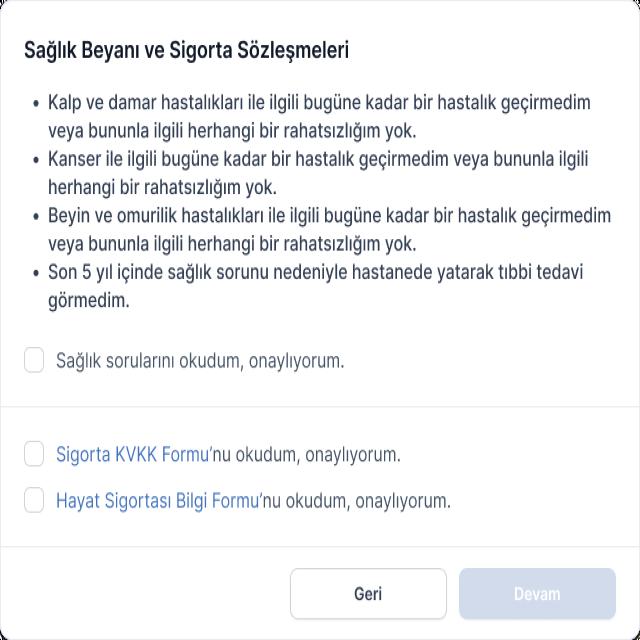 Sağlık Beyanı ve Sigorta Sözleşmeleri
• Kalp ve damar hastalıkları ile ilgili bugüne kadar bir hastalık geçirmedim
veya bununla ilgili herhangi bir rahatsızlığım yok.
• Kanser ile ilgili bugüne kadar bir hastalık geçirmedim veya bununla ilgili
herhangi bir rahatsızlığım yok.
• Beyin ve omurilik hastalıkları ile ilgili bugüne kadar bir hastalık geçirmedim
veya bununla ilgili herhangi bir rahatsızlığım yok.
• Son 5 yıl içinde sağlık sorunu nedeniyle hastanede yatarak tıbbi tedavi
görmedim.
Sağlık sorularını okudum, onaylıyorum.
Sigorta KVKK Formu’nu okudum, onaylıyorum.
Hayat Sigortası Bilgi Formu’nu okudum, onaylıyorum.
Geri
Devam